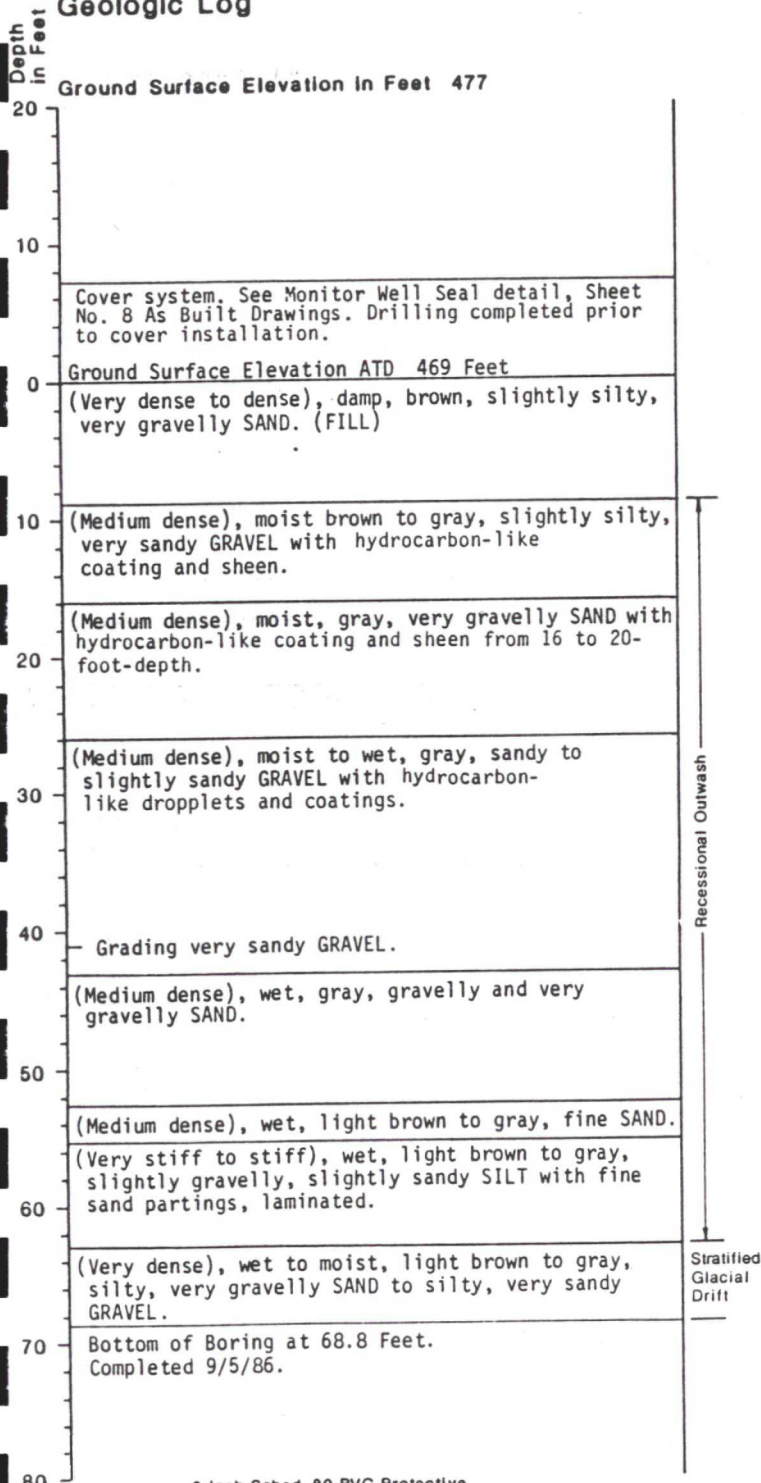 Geologic Log
Depth
in Feet
Ground Surface Elevation in Feet 477
20
10
Cover system. See Monitor Well Seal detail, Sheet
No. 8 As Built Drawings. Drilling completed prior
to cover installation.
Ground Surface Elevation ATD 469 Feet
0
(Very dense to dense), damp, brown, slightly silty,
very gravelly SAND. (FILL)
10
(Medium dense), moist brown to gray, slightly silty,
very sandy GRAVEL with hydrocarbon-like
coating and sheen.
(Medium dense), moist, gray, very gravelly SAND with
hydrocarbon-like coating and sheen from 16 to 20-
foot-depth.
20
(Medium dense), moist to wet, gray, sandy to
slightly sandy GRAVEL with hydrocarbon-
like dropplets and coatings.
30
Recessional Outwash
40
Grading very sandy GRAVEL.
(Medium dense), wet, gray, gravelly and very
gravelly SAND.
50
(Medium dense), wet, light brown to gray, fine SAND.
(Very stiff to stiff), wet, light brown to gray,
slightly gravelly, slightly sandy SILT with fine
sand partings, laminated.
60
(Very dense), wet to moist, light brown to gray,
silty, very gravelly SAND to silty, very sandy
GRAVEL.
Stratified
Glacial
Drift
70
Bottom of Boring at 68.8 Feet.
Completed 9/5/86.
80
PVC Protective